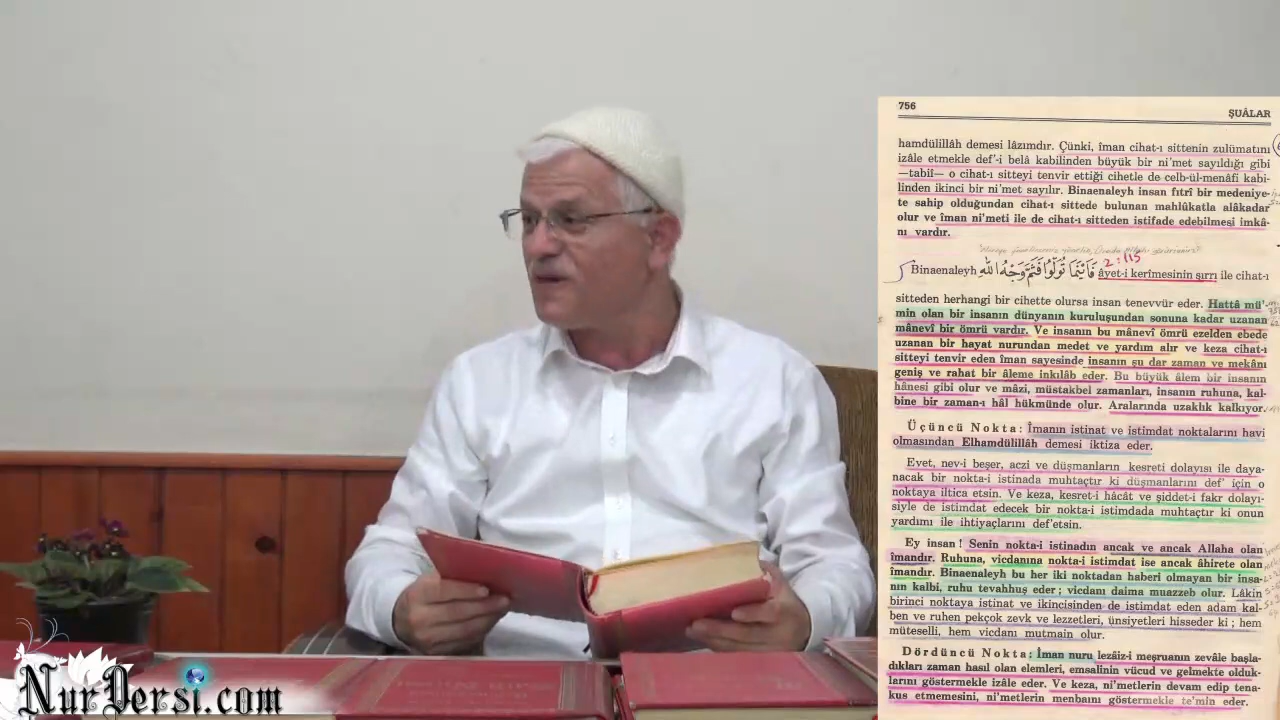 756
ŞUÂLAR
hamdülillâh demesi lâzımdır. Çünki, îman cihat-ı sittenin zulümatını
izâle etmekle def'-i belâ kabilinden büyük bir ni'met sayıldığı gibi
—tabiî— o cihat-ı sitteyi tenvir ettiği cihetle de celb-ül-menâfi kabi-
linden ikinci bir ni'met sayılır. Binaenaleyh insan fıtrî bir medeniye-
te sahip olduğundan cihat-ı sittede bulunan mahlûkatla alâkadar
olur ve îman ni'meti ile de cihat-ı sitteden istifade edebilmesi imkâ-
nı vardır.
2:115
Binaenaleyh فَاَيْنَمَا تُوَلُّوا فَثَمَّ وَجْهُ اللّٰهِ âyet-i kerîmesinin sırrı ile cihat-ı
sitteden herhangi bir cihette olursa insan tenevvür eder. Hattâ mü'-
min olan bir insanın dünyanın kuruluşundan sonuna kadar uzanan
mânevî bir ömrü vardır. Ve insanın bu mânevî ömrü ezelden ebede
uzanan bir hayat nurundan medet ve yardım alır ve keza cihat-ı
sitteyi tenvir eden îman sayesinde insanın şu dar zaman ve mekânı
geniş ve rahat bir âleme inkılâb eder. Bu büyük âlem bir insanın
hânesi gibi olur ve mâzi, müstakbel zamanları, insanın ruhuna, kal-
bine bir zaman-ı hâl hükmünde olur. Aralarında uzaklık kalkıyor.
Üçüncü Nokta: Îmanın istinat ve istimdat noktalarını havi
olmasından Elhamdülillâh demesi iktiza eder.
Evet, nev-i beşer, aczi ve düşmanların kesreti dolayısı ile daya-
nacak bir nokta-i istinada muhtaçtır ki düşmanlarını def' için o
noktaya iltica etsin. Ve keza, kesret-i hâcât ve şiddet-i fakr dolayı-
siyle de istimdat edecek bir nokta-i istimdada muhtaçtır ki onun
yardımı ile ihtiyaçlarını def'etsin.
Ey insan! Senin nokta-i istinadın ancak ve ancak Allaha olan
îmandır. Ruhuna, vicdanına nokta-i istimdat ise ancak âhirete olan
îmandır. Binaenaleyh bu her iki noktadan haberi olmayan bir insa-
nın kalbi, ruhu tevahhuş eder; vicdanı daima muazzeb olur. Lâkin
birinci noktaya istinat ve ikincisinden de istimdat eden adam kal-
ben ve ruhen pekçok zevk ve lezzetleri, ünsiyetleri hisseder ki; hem
müteselli, hem vicdanı mutmain olur.
Dördüncü Nokta: Îman nuru lezâiz-i meşruanın zevâle başla-
dıkları zaman hasıl olan elemleri, emsalinin vücud ve gelmekte olduk-
larını göstermekle izâle eder. Ve keza, ni'metlerin devam edip tena-
kus etmemesini, ni'metlerin menbaını göstermekle te'min eder.
NurDersi.com